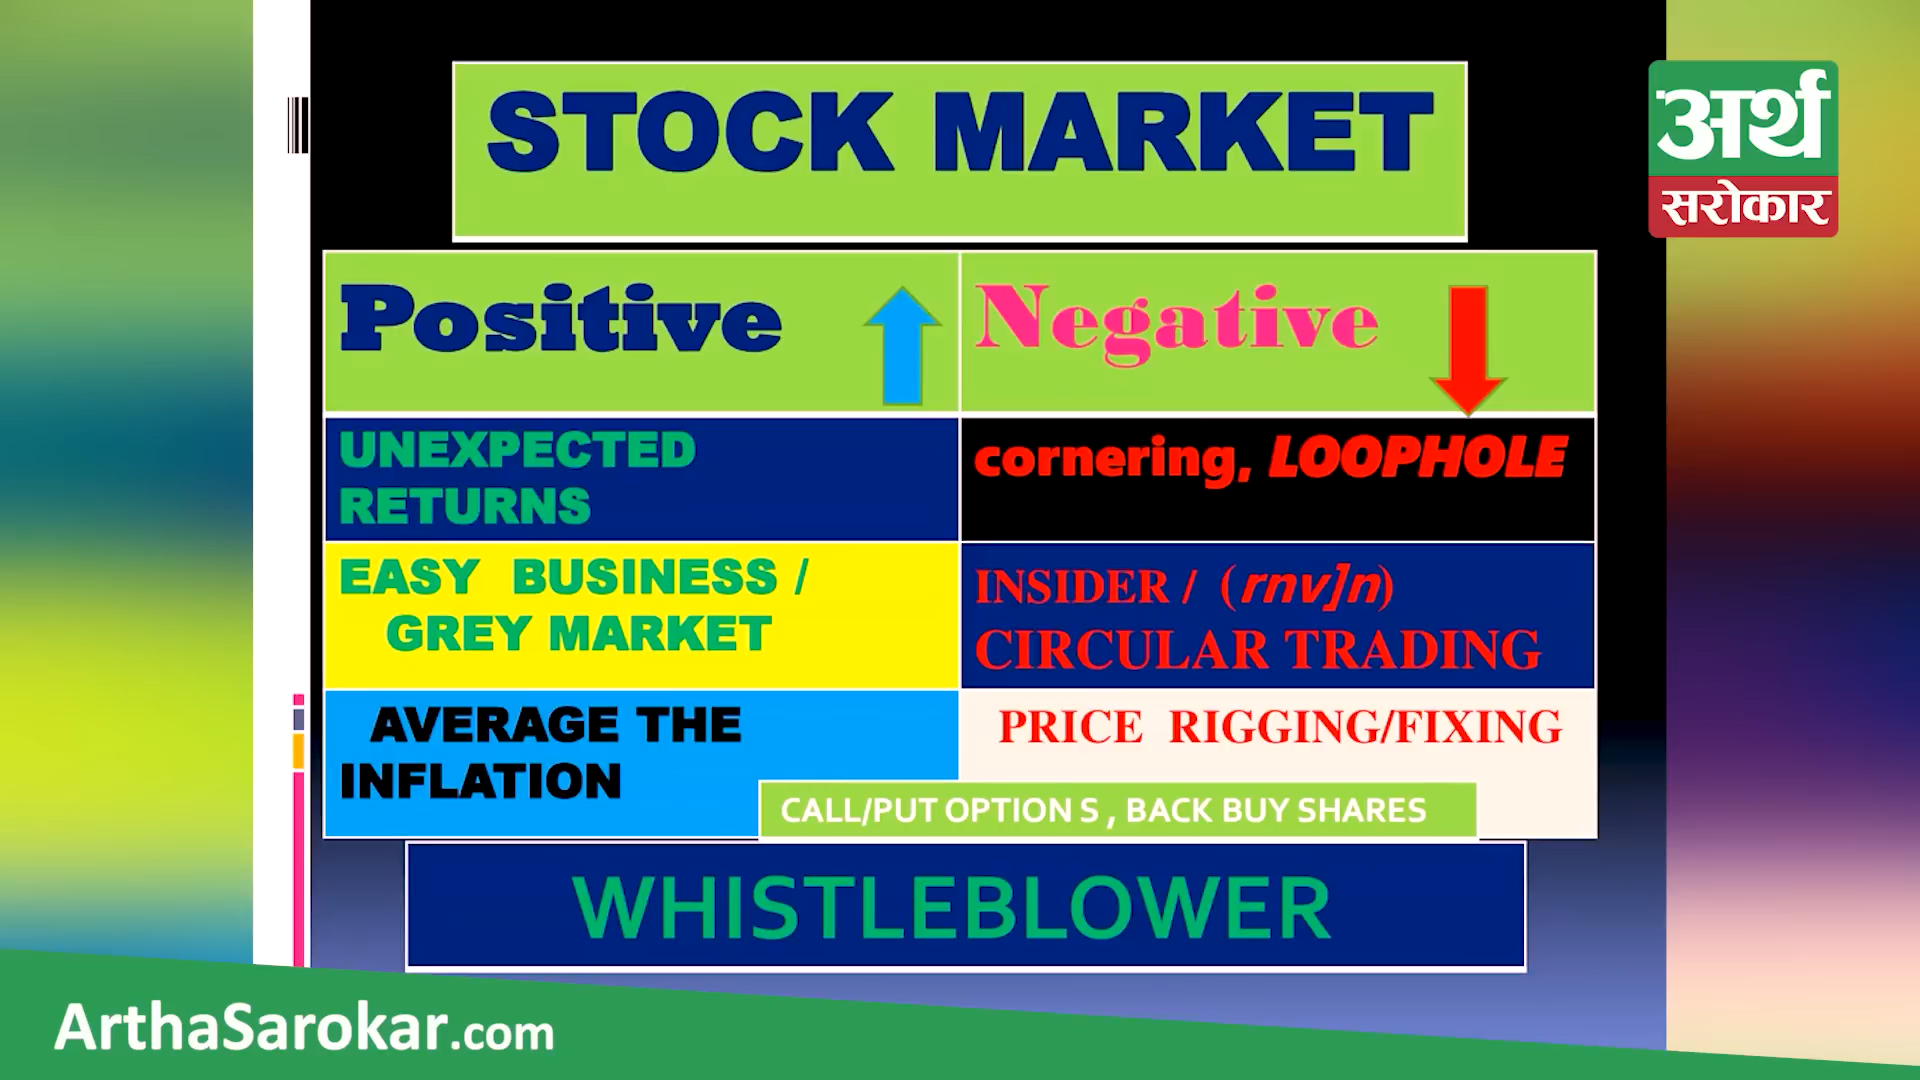 STOCK MARKET
अर्थ
सरोकार
Positive
Negative
UNEXPECTED
RETURNS
cornering, LOOPHOLE
EASY BUSINESS /
GREY MARKET
INSIDER / (rnv]n)
CIRCULAR TRADING
AVERAGE THE
INFLATION
PRICE RIGGING/FIXING
CALL/PUT OPTION S , BACK BUY SHARES
WHISTLEBLOWER
ArthaSarokar.com